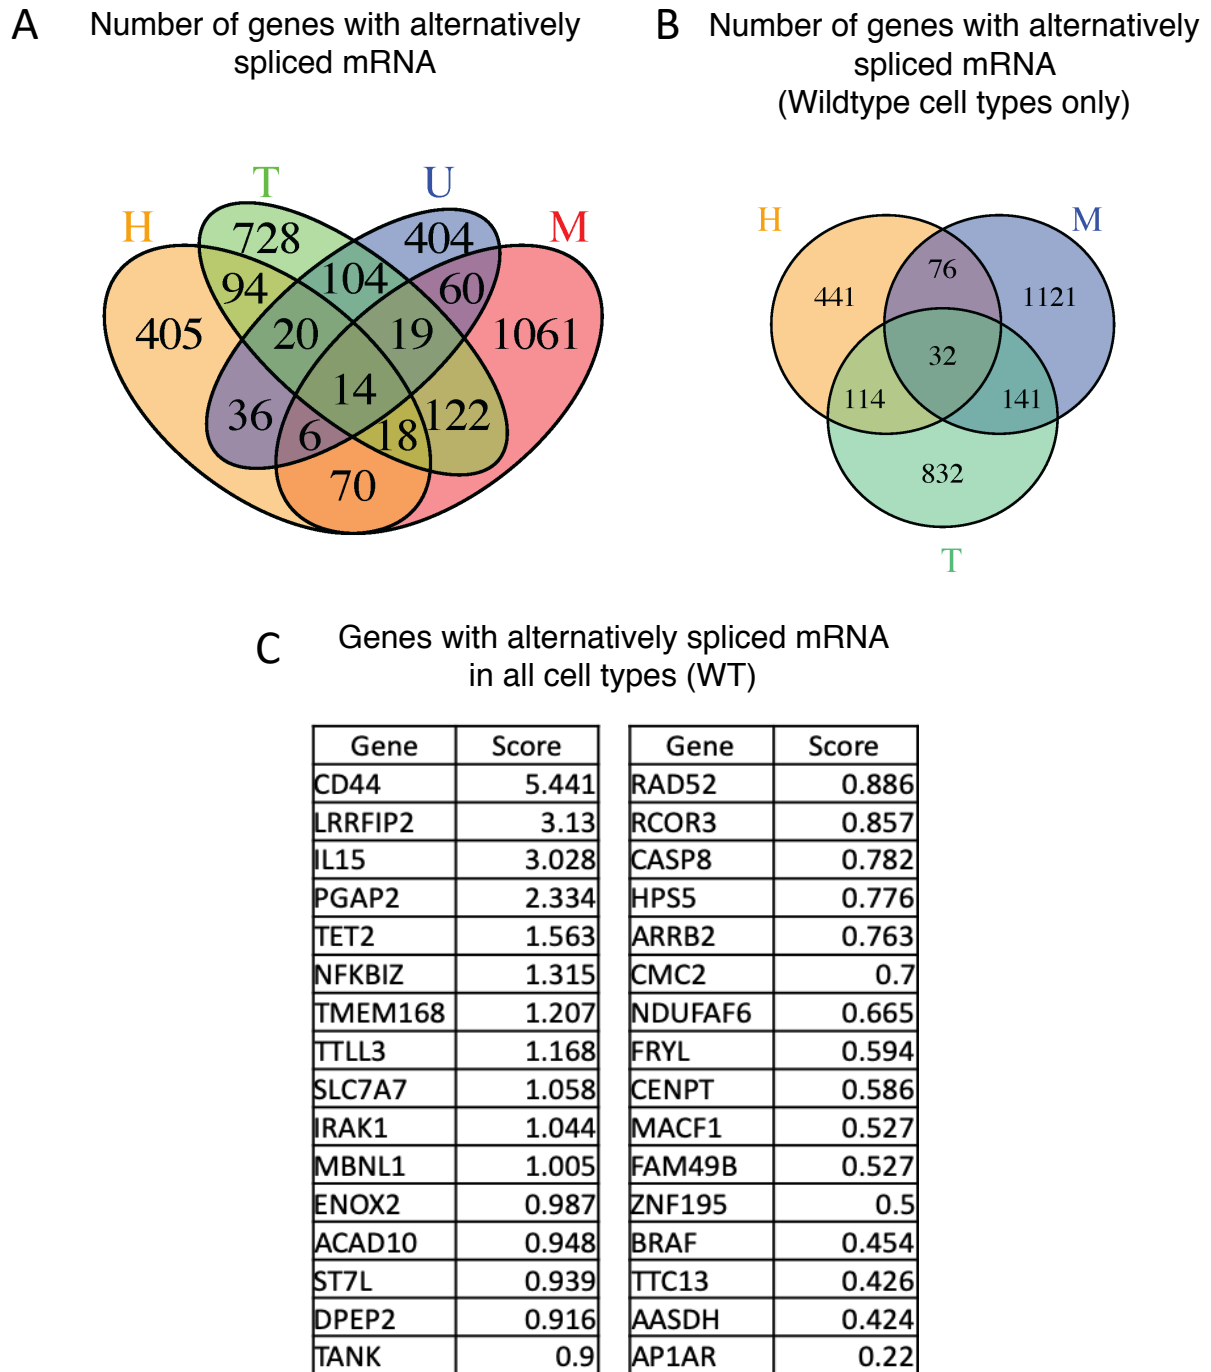 A
Number of genes with alternatively
spliced mRNA
H
T
U
M
728
404
94
104
60
405
20
19
1061
14
36
6
18
122
70
B
Number of genes with alternatively
spliced mRNA
(Wildtype cell types only)
H
M
76
441
1121
32
114
141
832
T
C
Genes with alternatively spliced mRNA
in all cell types (WT)
Gene Score
CD44 5.441
LRRFIP2 3.13
IL15 3.028
PGAP2 2.334
TET2 1.563
NFKBIZ 1.315
TMEM168 1.207
TTLL3 1.168
SLC7A7 1.058
IRAK1 1.044
MBNL1 1.005
ENOX2 0.987
ACAD10 0.948
ST7L 0.939
DPEP2 0.916
TANK 0.9
Gene Score
RAD52 0.886
RCOR3 0.857
CASP8 0.782
HPS5 0.776
ARRB2 0.763
CMC2 0.7
NDUFAF6 0.665
FRYL 0.594
CENPT 0.586
MACF1 0.527
FAM49B 0.527
ZNF195 0.5
BRAF 0.454
TTC13 0.426
AASDH 0.424
AP1AR 0.22